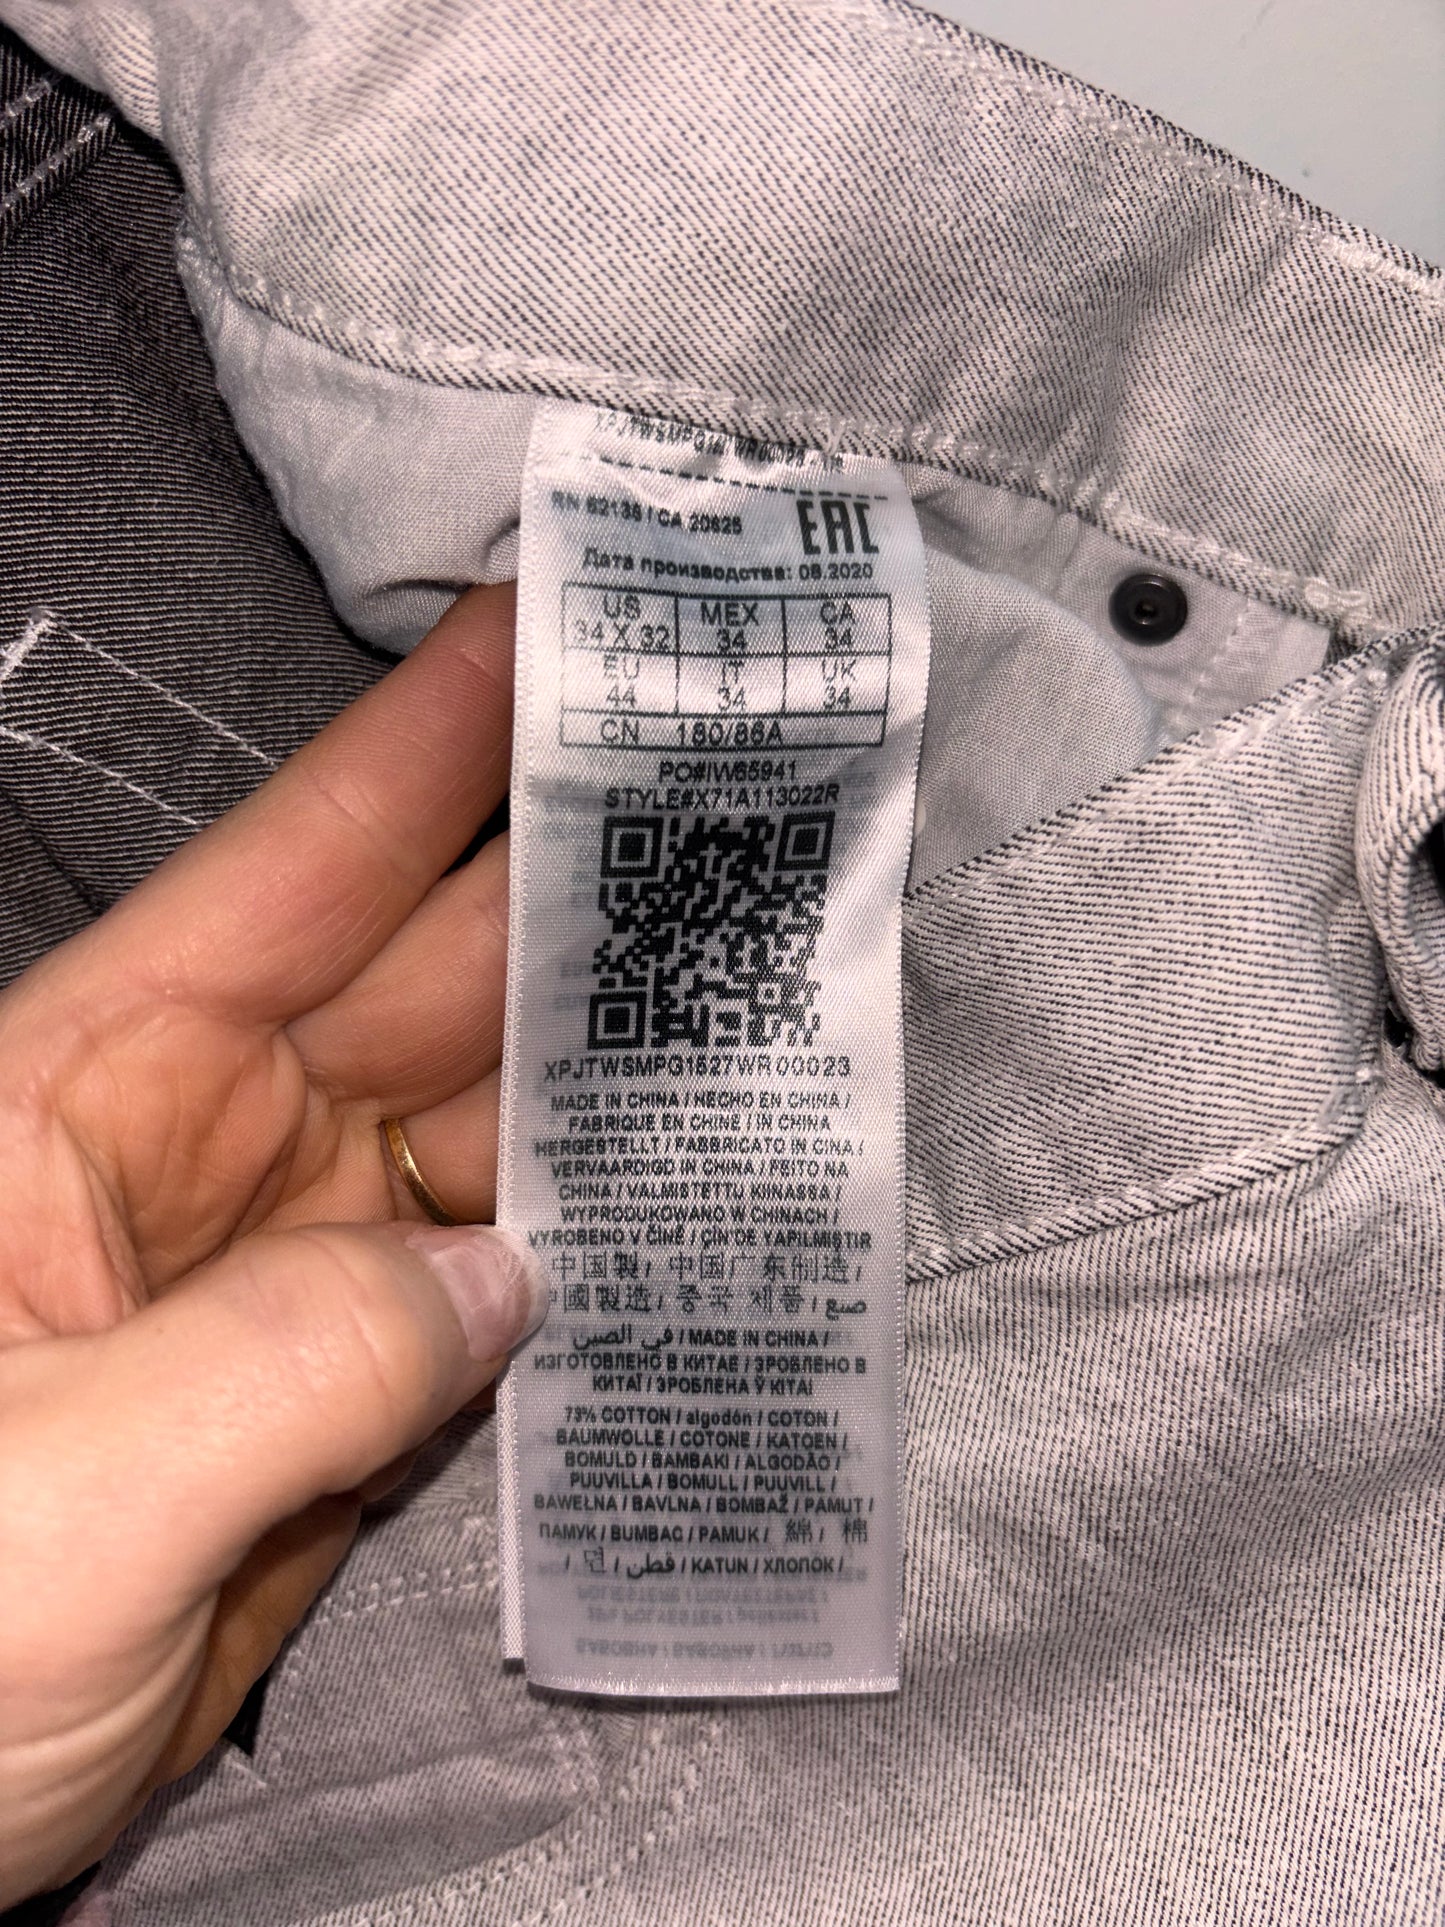 XPJTWSMPG1527WR00023
RN 62136 / CA 20625
EAC
Дата производства: 08.2020
US MEX CA
34 X 32 34 34
EU IT UK
44 34 34
CN 180/86A
PO#IW65941
STYLE#X71A113022R
XPJTWSMPG1527WR00023
MADE IN CHINA / HECHO EN CHINA /
FABRIQUE EN CHINE / IN CHINA
HERGESTELLT / FABBRICATO IN CINA /
VERVAARDIGD IN CHINA / FEITO NA
CHINA / VALMISTETTU KIINASSA /
WYPRODUKOWANO W CHINACH /
VYROBENO V ČÍNĚ / ÇİN'DE YAPILMIŞTIR
中国製 / 中国广东制造 /
中國製造 / 중국 제품 / صنع
في الصين / MADE IN CHINA /
ИЗГОТОВЛЕНО В КИТАЕ / ЗРОБЛЕНО В
КИТАЇ / ЗРОБЛЕНА Ў КІТАІ
73% COTTON / algodón / COTON /
BAUMWOLLE / COTONE / KATOEN /
BOMULD / BAMBAKI / ALGODÃO /
PUUVILLA / BOMULL / PUUVILL /
BAWEŁNA / BAVLNA / BOMBAŽ / PAMUT /
ПАМУК / BUMBAC / PAMUK / 綿 / 棉
/ 면 / قطن / KATUN / ХЛОПОК /